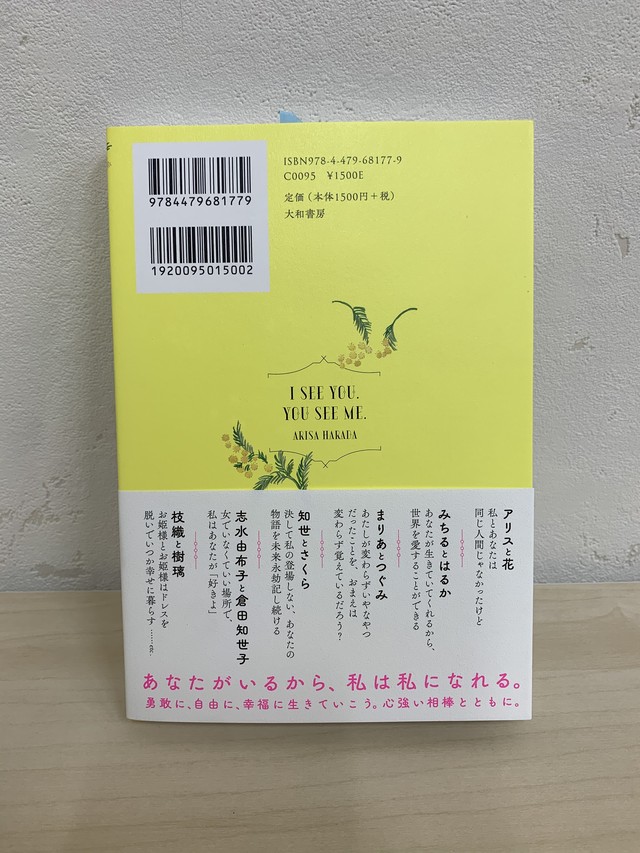 9784479681779
1920095015002
ISBN978-4-479-68177-9
C0095 ¥1500E
定価（本体1500円＋税）
大和書房
I SEE YOU.
YOU SEE ME.
ARISA HARADA
アリスと花
私とあなたは
同じ人間じゃなかったけど
みちるとはるか
あなたが生きていてくれるから、
世界を愛することができる
まりあとつぐみ
あたしが変わらずいやなやつ
だったことを、おまえは
変わらず覚えているだろう？
知世とさくら
決して私の登場しない、あなたの
物語を未来永劫記し続ける
志水由布子と倉田知世子
女でいなくていい場所で、
私はあなたが「好きよ」
枝織と樹璃
お姫様とお姫様はドレスを
脱いでいつか幸せに暮らす……etc.
あなたがいるから、私は私になれる。
勇敢に、自由に、幸福に生きていこう。心強い相棒とともに。